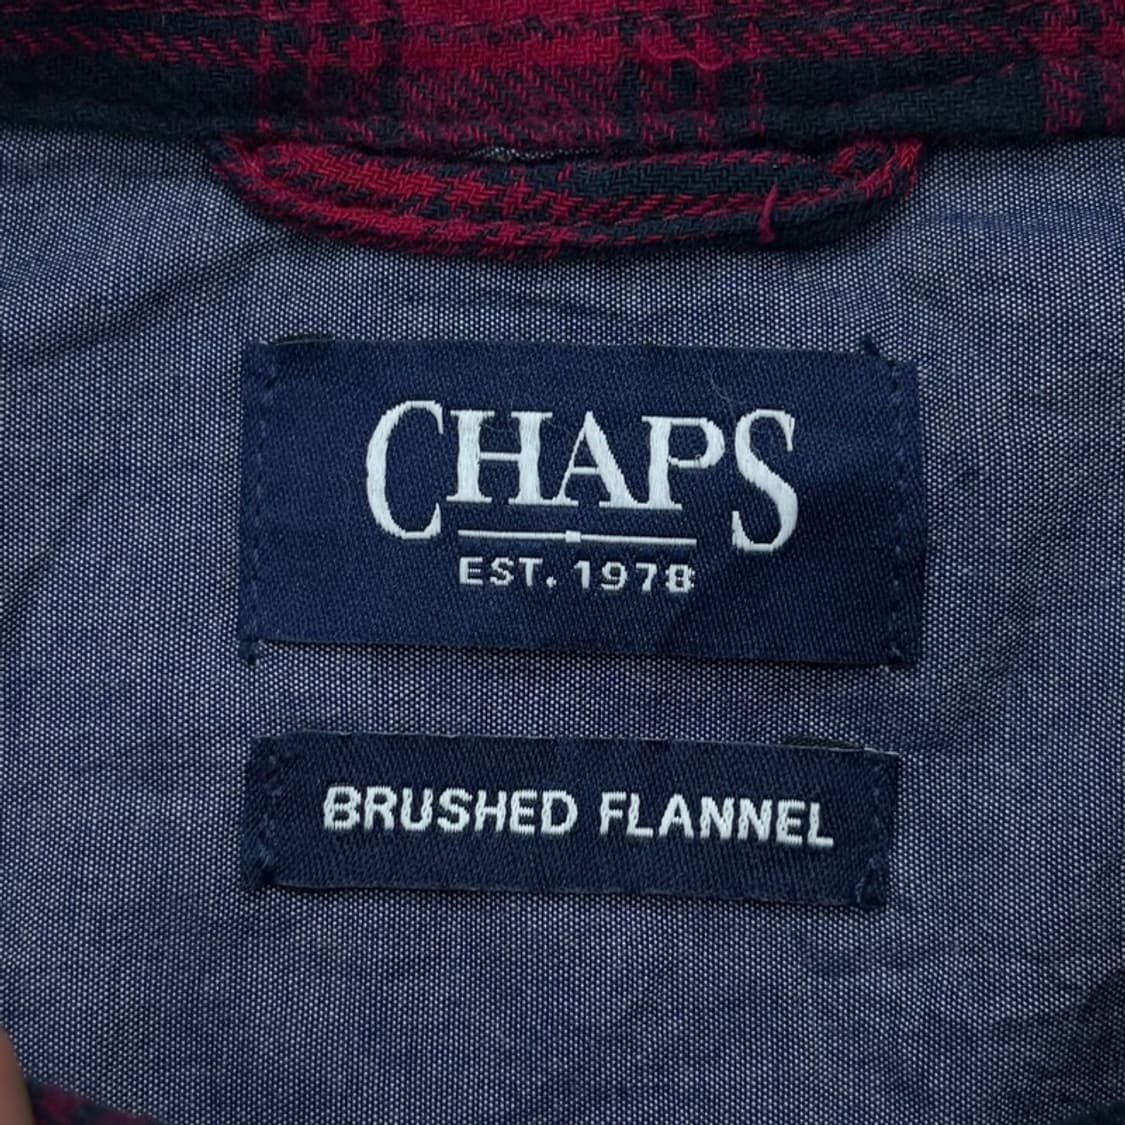 CHAPS
EST. 1978
BRUSHED FLANNEL